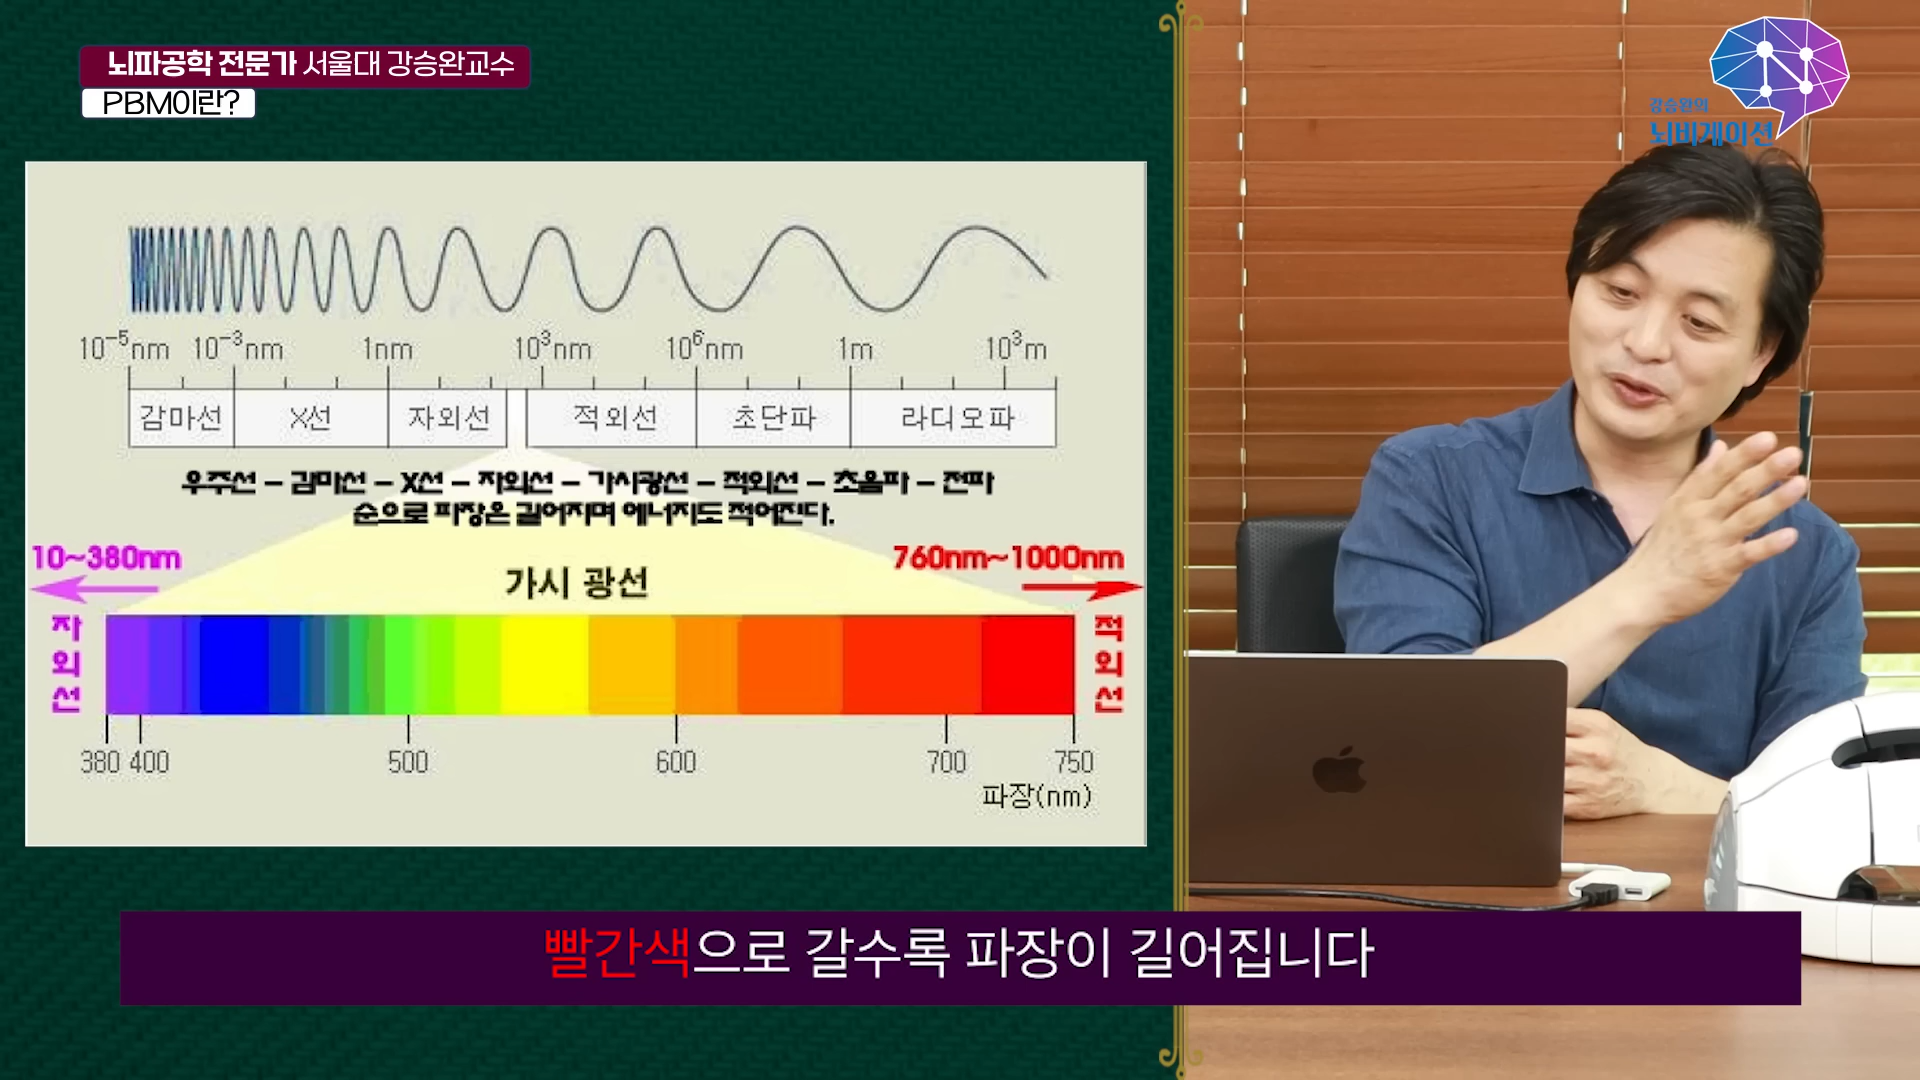 뇌파공학 전문가 서울대 강승완교수
PBM이란?
강승완의
뇌비게이션
10⁻⁵nm 10⁻³nm 1nm 10³nm 10⁶nm 1m 10³m
감마선 X선 자외선 적외선 초단파 라디오파
우주선 – 감마선 – X선 – 자외선 – 가시광선 – 적외선 – 초음파 – 전파
순으로 파장은 길어지며 에너지도 적어진다.
10~380nm 760nm~1000nm
가시 광선
자외선
적외선
380 400 500 600 700 750
파장(nm)
빨간색으로 갈수록 파장이 길어집니다